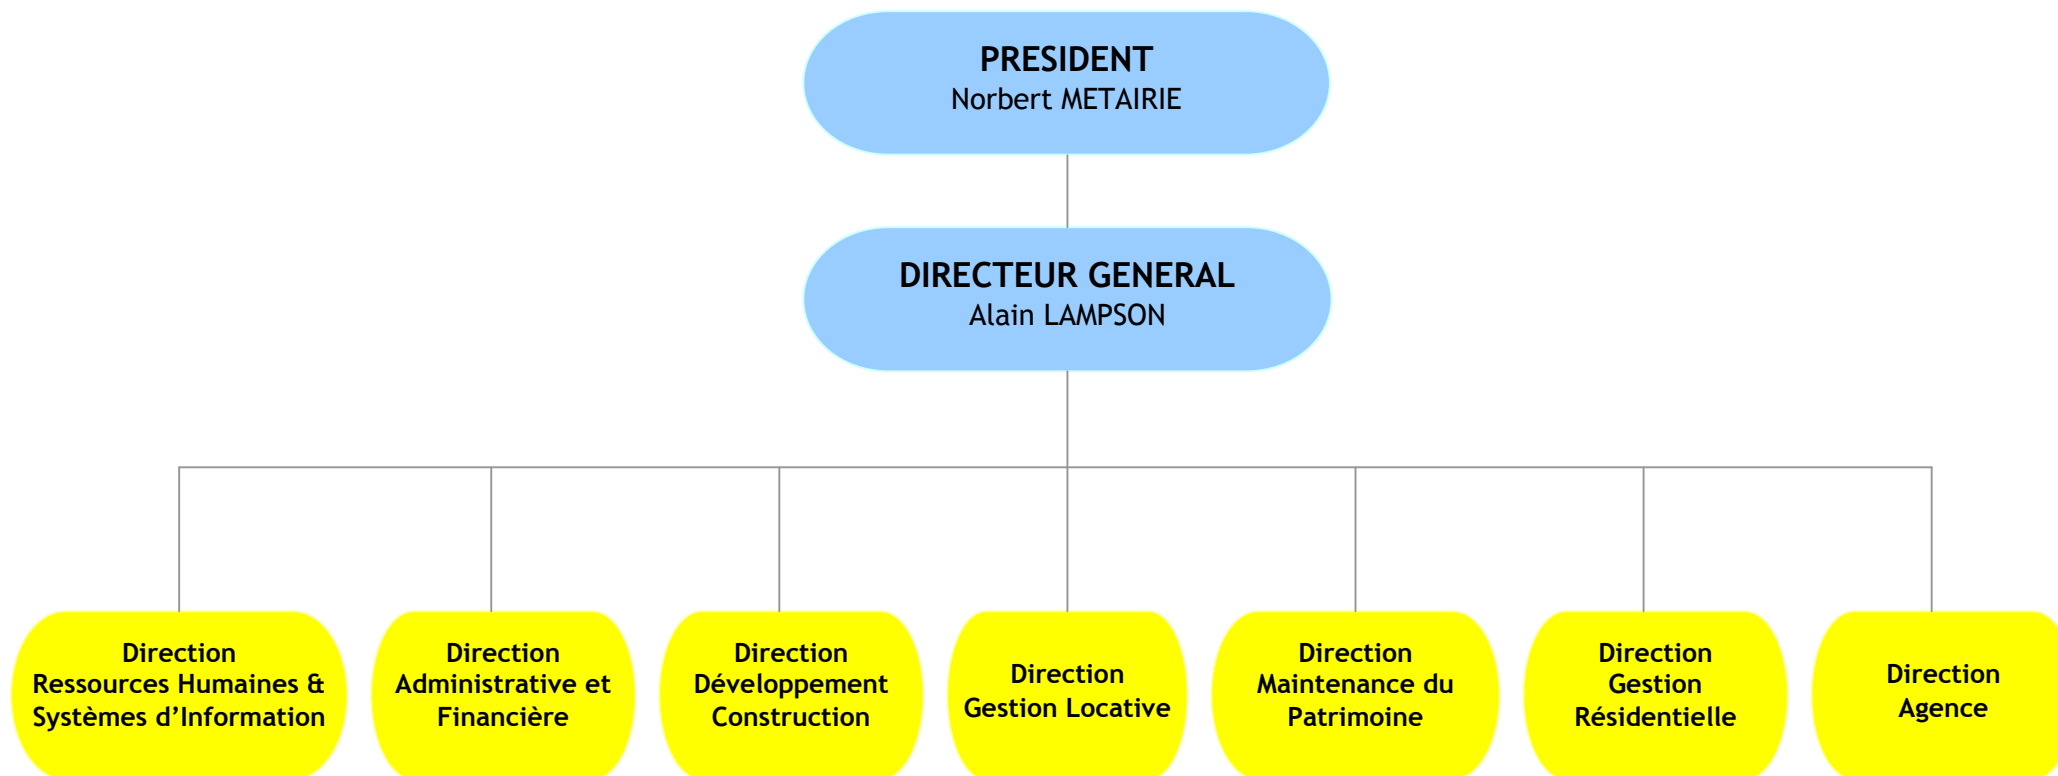 PRESIDENT
Norbert METAIRIE
DIRECTEUR GENERAL
Alain LAMPSON
Direction
Ressources Humaines &
Systèmes d’Information
Direction
Administrative et
Financière
Direction
Développement
Construction
Direction
Gestion Locative
Direction
Maintenance du
Patrimoine
Direction
Gestion
Résidentielle
Direction
Agence